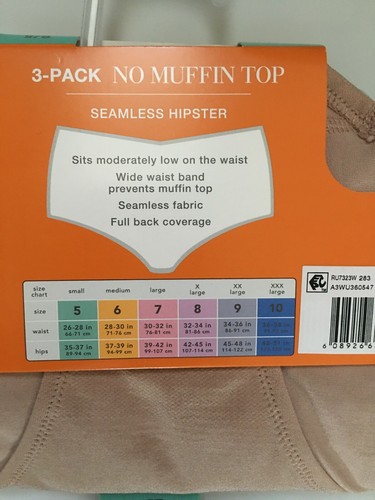 3-PACK NO MUFFIN TOP
SEAMLESS HIPSTER
Sits moderately low on the waist
Wide waist band
prevents muffin top
Seamless fabric
Full back coverage
size chart small medium large X large XX large XXX large
size 5 6 7 8 9 10
waist 26-28 in 66-71 cm 28-30 in 71-76 cm 30-32 in 76-81 cm 32-34 in 81-86 cm 34-36 in 86-91 cm
hips 35-37 in 89-94 cm 37-39 in 94-99 cm 39-42 in 99-107 cm 42-45 in 107-114 cm 45-48 in 114-122 cm
RU7323W 283
A3WU360547
6 08926 6